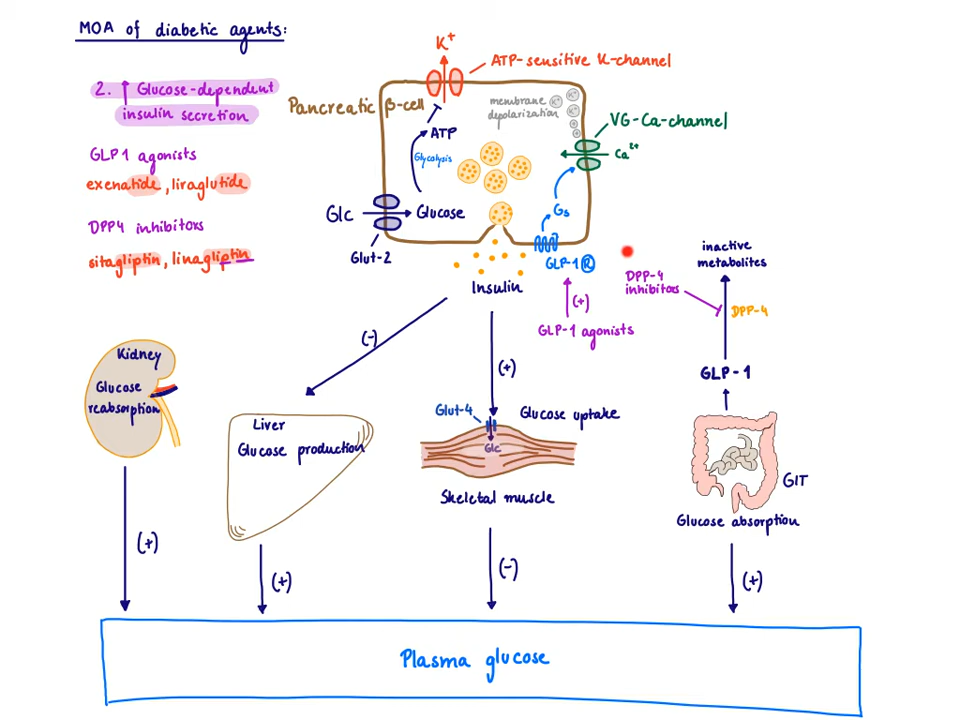 MOA of diabetic agents:
2. ↑ Glucose-dependent
insulin secretion
GLP1 agonists
exenatide, liraglutide
DPP4 inhibitors
sitagliptin, linagliptin
K+
ATP-sensitive K-channel
Pancreatic β-cell
membrane K+
depolarization K+
+
+
VG-Ca-channel
Ca2+
ATP
Glycolysis
Glc
Glucose
Glut-2
Gs
GLP-1 R
Insulin
(+)
GLP-1 agonists
DPP-4
inhibitors
inactive
metabolites
DPP-4
GLP-1
(-)
(+)
Kidney
Glucose
reabsorption
Liver
Glucose production
Glut-4
Glucose uptake
Glc
Skeletal muscle
GIT
Glucose absorption
(+)
(+)
(-)
(+)
Plasma glucose